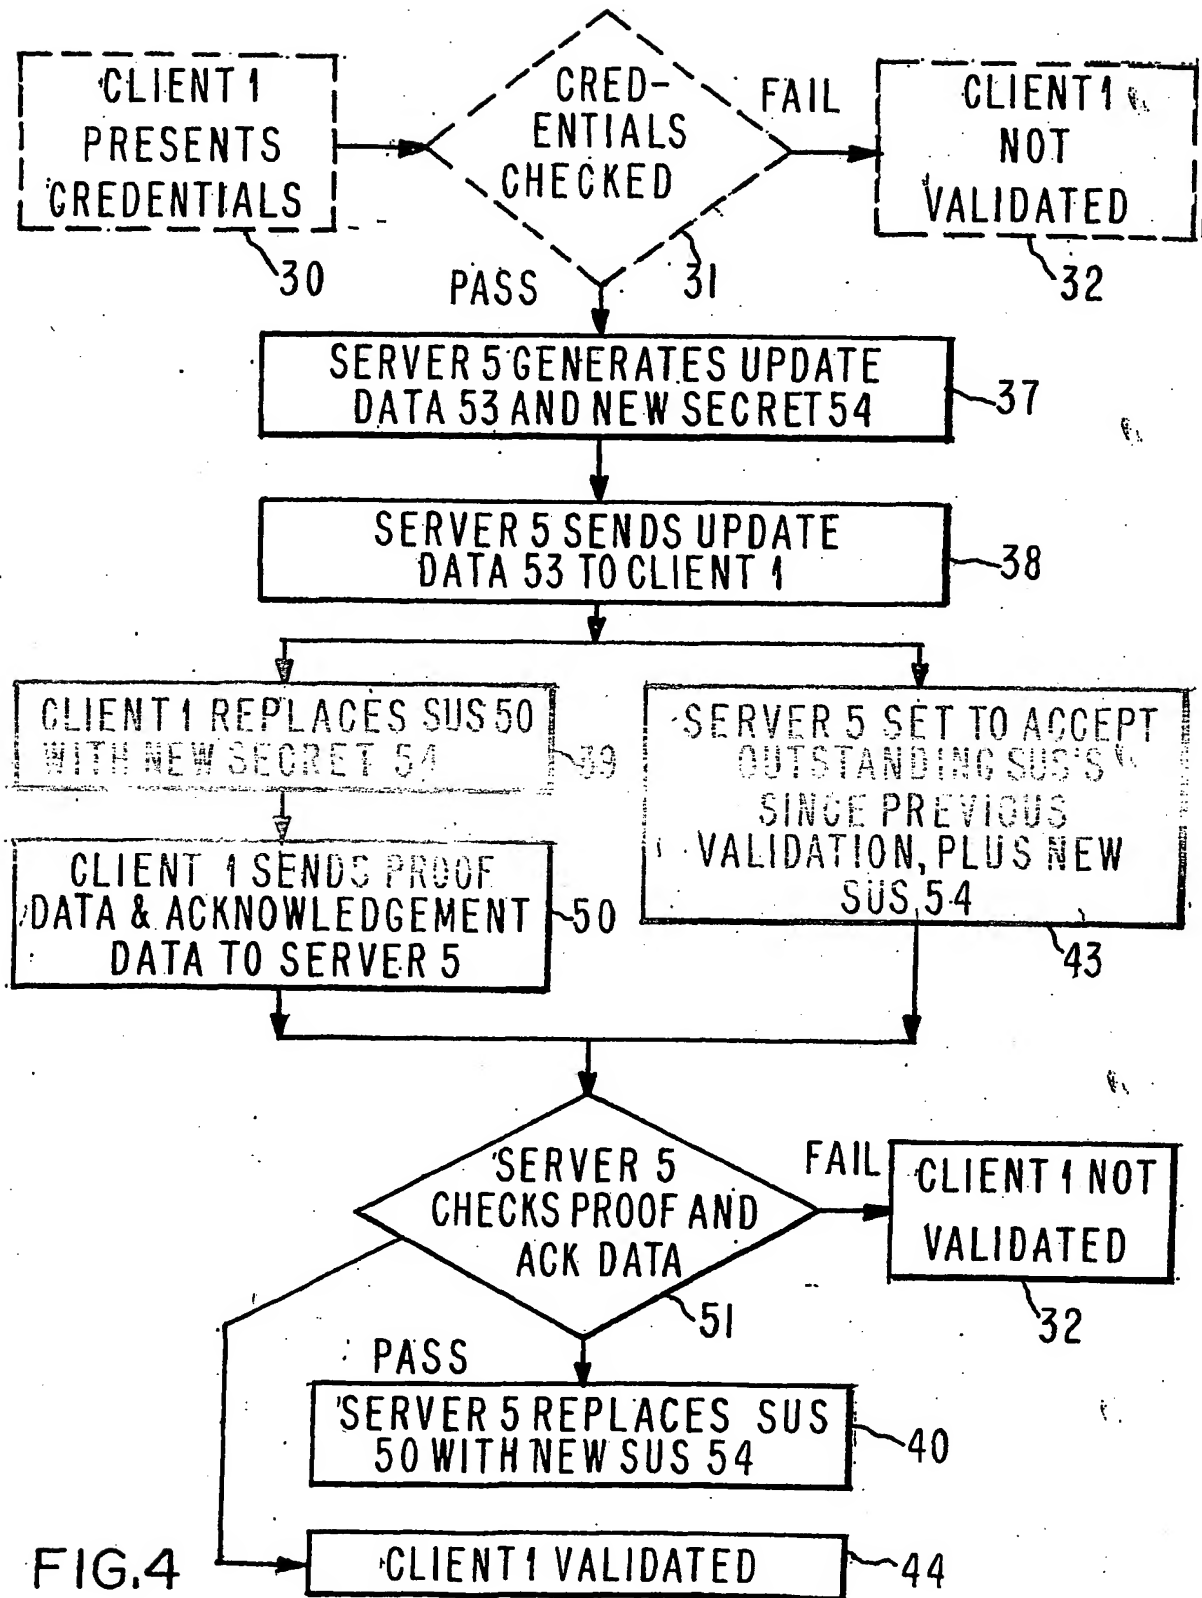 CLIENT 1
PRESENTS
CREDENTIALS
30
CRED-
ENTIALS
CHECKED
31
FAIL
CLIENT 1
NOT
VALIDATED
32
PASS
SERVER 5 GENERATES UPDATE
DATA 53 AND NEW SECRET 54
37
SERVER 5 SENDS UPDATE
DATA 53 TO CLIENT 1
38
CLIENT 1 REPLACES SUS 50
WITH NEW SECRET 54
39
SERVER 5 SET TO ACCEPT
OUTSTANDING SUS'S
SINCE PREVIOUS
VALIDATION, PLUS NEW
SUS 54
43
CLIENT 1 SENDS PROOF
DATA & ACKNOWLEDGEMENT
DATA TO SERVER 5
50
SERVER 5
CHECKS PROOF AND
ACK DATA
51
FAIL
CLIENT 1 NOT
VALIDATED
32
PASS
SERVER 5 REPLACES SUS
50 WITH NEW SUS 54
40
CLIENT 1 VALIDATED
44
FIG.4